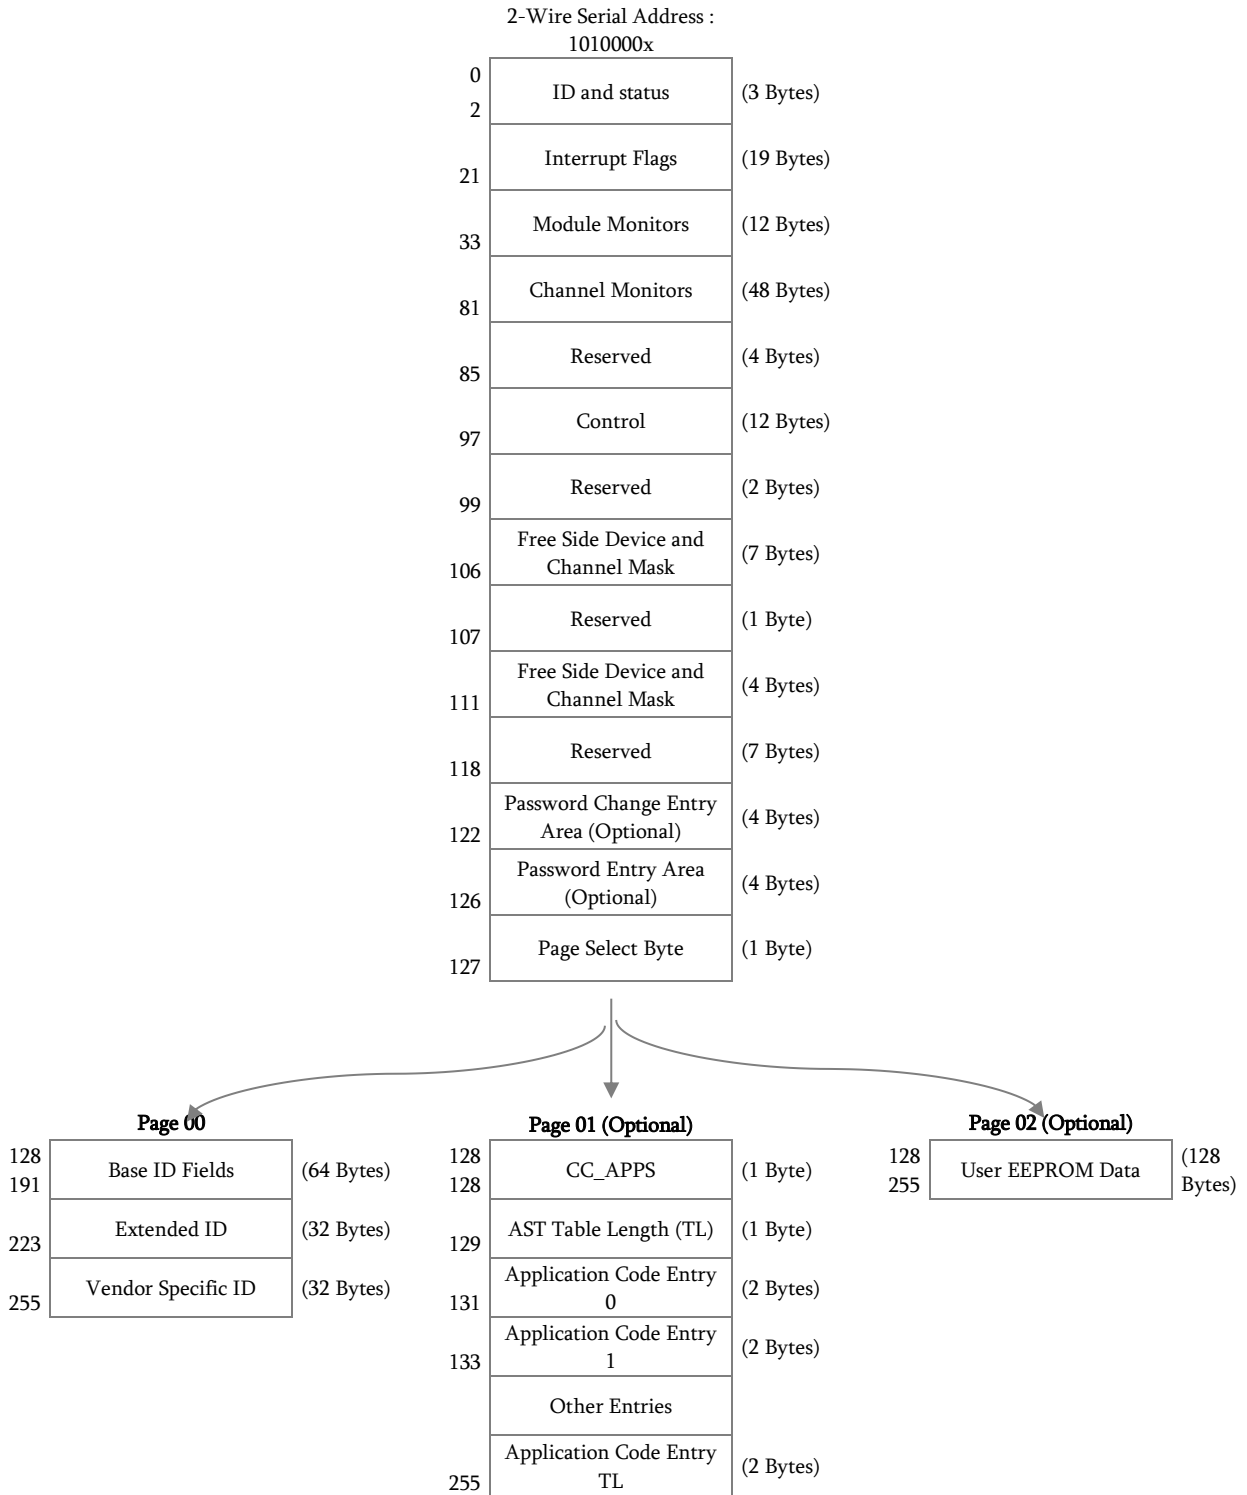 2-Wire Serial Address :
1010000x
0
2
ID and status
(3 Bytes)
21
Interrupt Flags
(19 Bytes)
33
Module Monitors
(12 Bytes)
81
Channel Monitors
(48 Bytes)
85
Reserved
(4 Bytes)
97
Control
(12 Bytes)
99
Reserved
(2 Bytes)
106
Free Side Device and
Channel Mask
(7 Bytes)
107
Reserved
(1 Byte)
111
Free Side Device and
Channel Mask
(4 Bytes)
118
Reserved
(7 Bytes)
122
Password Change Entry
Area (Optional)
(4 Bytes)
126
Password Entry Area
(Optional)
(4 Bytes)
127
Page Select Byte
(1 Byte)
Page 00
128
191
Base ID Fields
(64 Bytes)
223
Extended ID
(32 Bytes)
255
Vendor Specific ID
(32 Bytes)
Page 01 (Optional)
128
128
CC_APPS
(1 Byte)
129
AST Table Length (TL)
(1 Byte)
131
Application Code Entry
0
(2 Bytes)
133
Application Code Entry
1
(2 Bytes)
Other Entries
255
Application Code Entry
TL
(2 Bytes)
Page 02 (Optional)
128
255
User EEPROM Data
(128
Bytes)